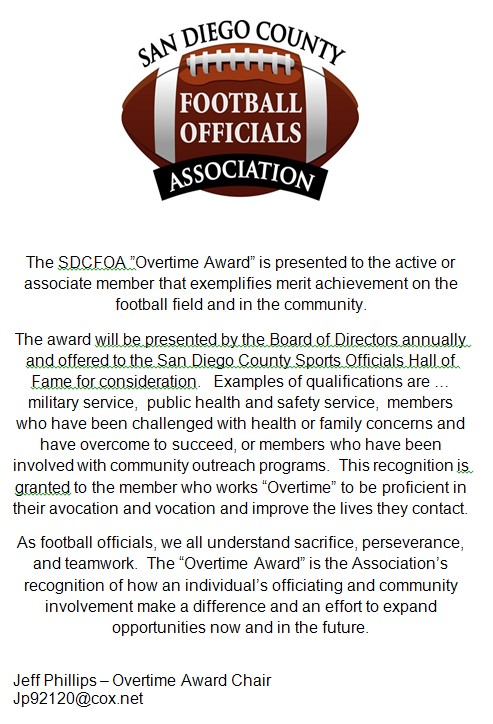 SAN DIEGO COUNTY
FOOTBALL
OFFICIALS
ASSOCIATION
The SDCFOA ”Overtime Award” is presented to the active or
associate member that exemplifies merit achievement on the
football field and in the community.
The award will be presented by the Board of Directors annually
and offered to the San Diego County Sports Officials Hall of
Fame for consideration.   Examples of qualifications are …
military service,  public health and safety service,  members
who have been challenged with health or family concerns and
have overcome to succeed, or members who have been
involved with community outreach programs.  This recognition is
granted to the member who works “Overtime” to be proficient in
their avocation and vocation and improve the lives they contact.
As football officials, we all understand sacrifice, perseverance,
and teamwork.  The “Overtime Award” is the Association’s
recognition of how an individual’s officiating and community
involvement make a difference and an effort to expand
opportunities now and in the future.
Jeff Phillips – Overtime Award Chair
Jp92120@cox.net